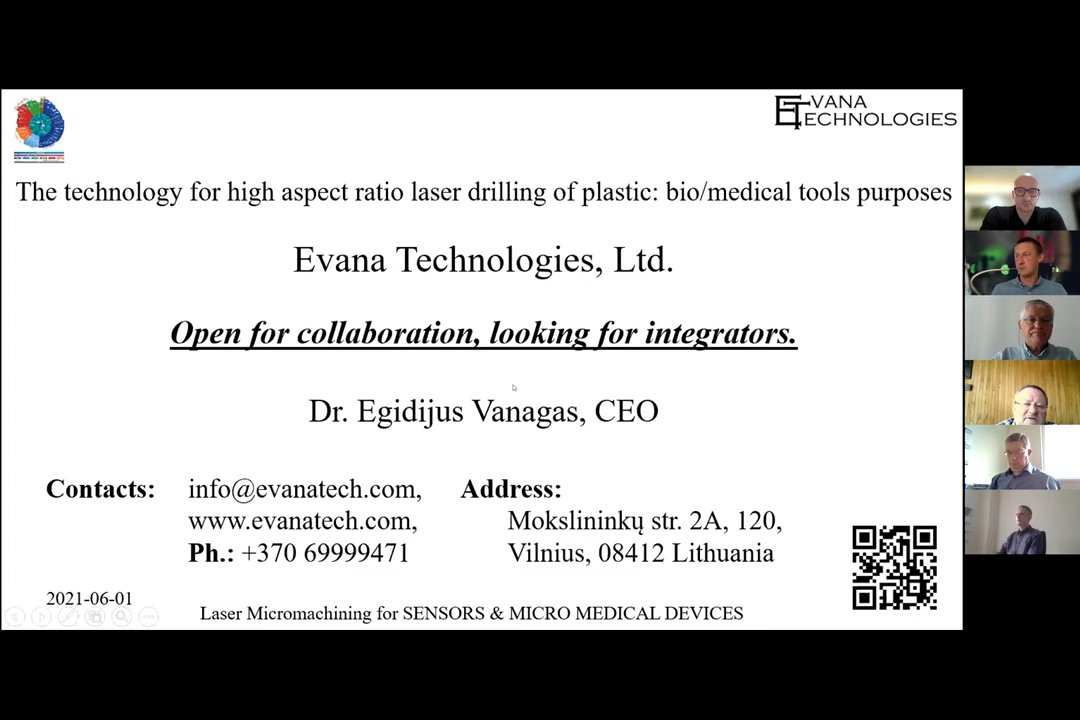 EVANA
TECHNOLOGIES
The technology for high aspect ratio laser drilling of plastic: bio/medical tools purposes
Evana Technologies, Ltd.
Open for collaboration, looking for integrators.
Dr. Egidijus Vanagas, CEO
Contacts: info@evanatech.com,
www.evanatech.com,
Ph.: +370 69999471
Address:
Mokslininkų str. 2A, 120,
Vilnius, 08412 Lithuania
2021-06-01
Laser Micromachining for SENSORS & MICRO MEDICAL DEVICES